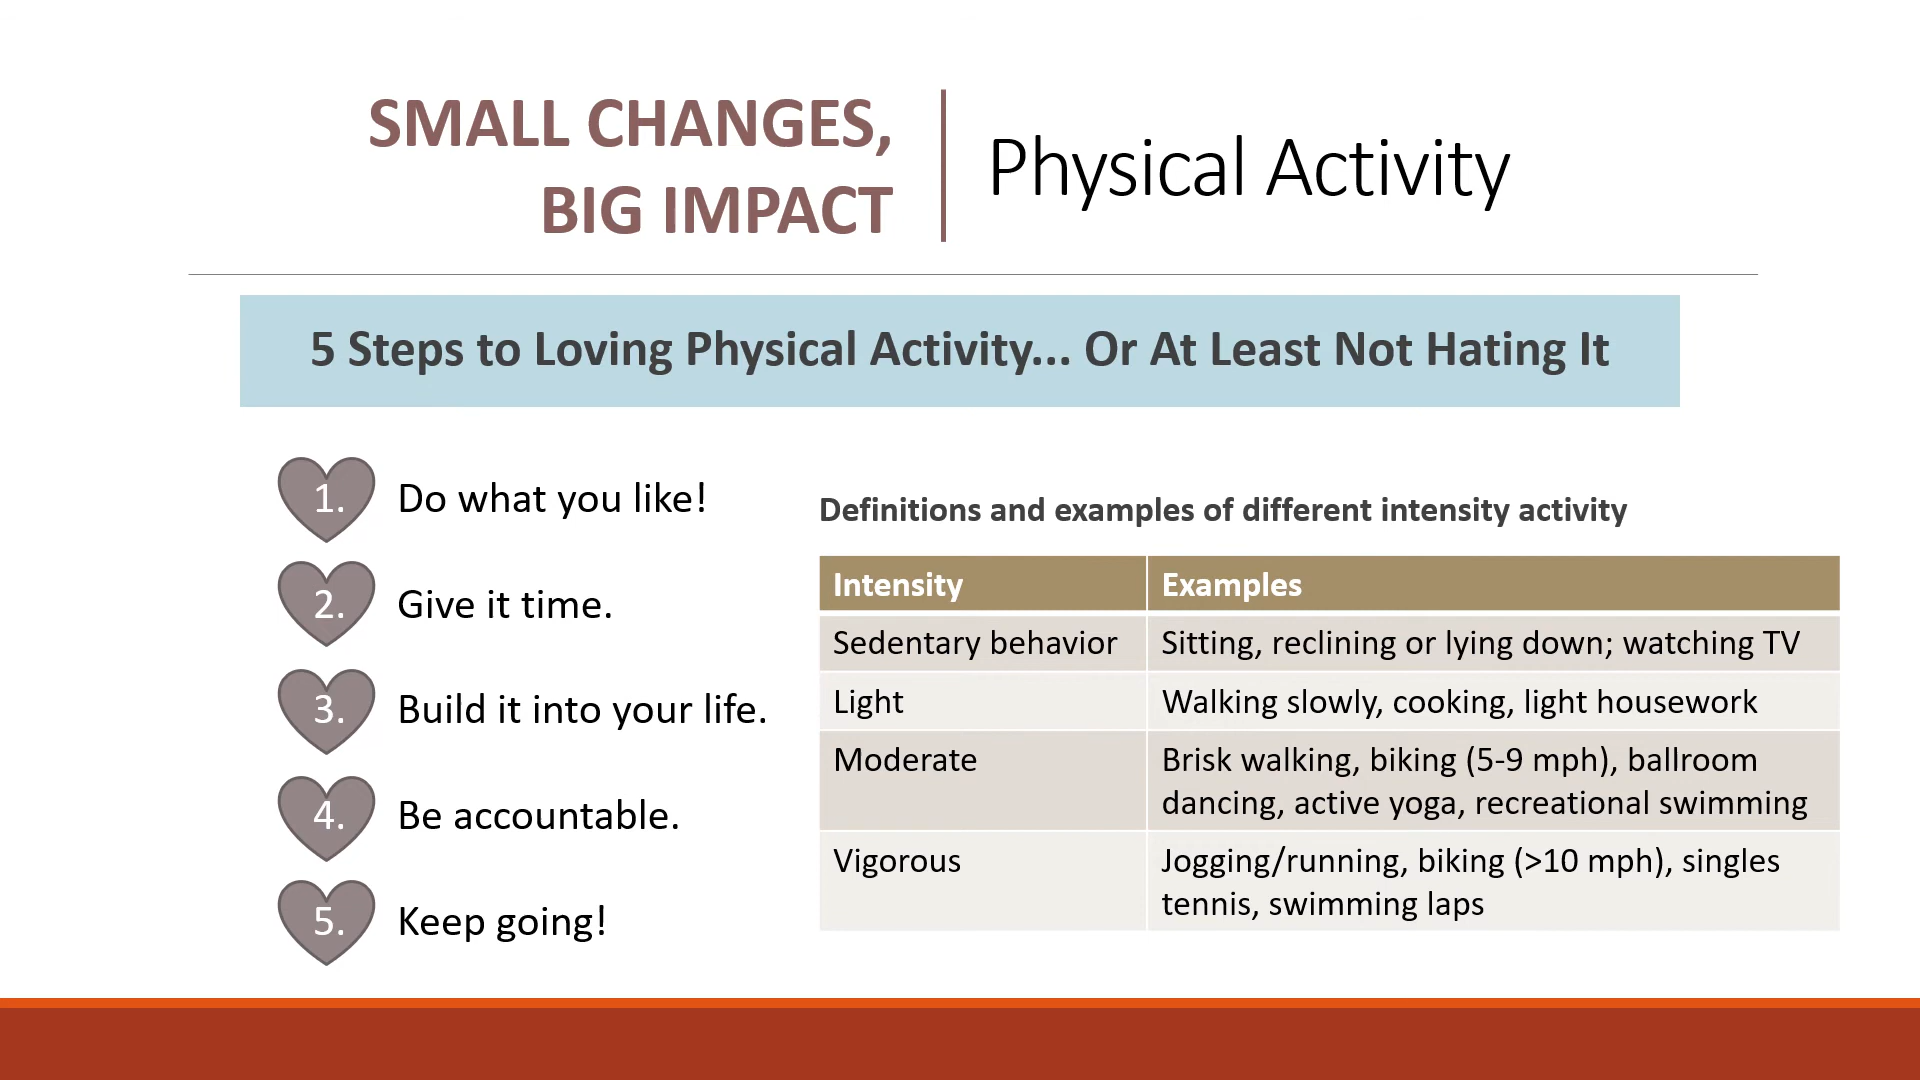 SMALL CHANGES,
BIG IMPACT
Physical Activity
5 Steps to Loving Physical Activity... Or At Least Not Hating It
1. Do what you like!
2. Give it time.
3. Build it into your life.
4. Be accountable.
5. Keep going!
Definitions and examples of different intensity activity
Intensity Examples
Sedentary behavior Sitting, reclining or lying down; watching TV
Light Walking slowly, cooking, light housework
Moderate Brisk walking, biking (5-9 mph), ballroom
dancing, active yoga, recreational swimming
Vigorous Jogging/running, biking (>10 mph), singles
tennis, swimming laps